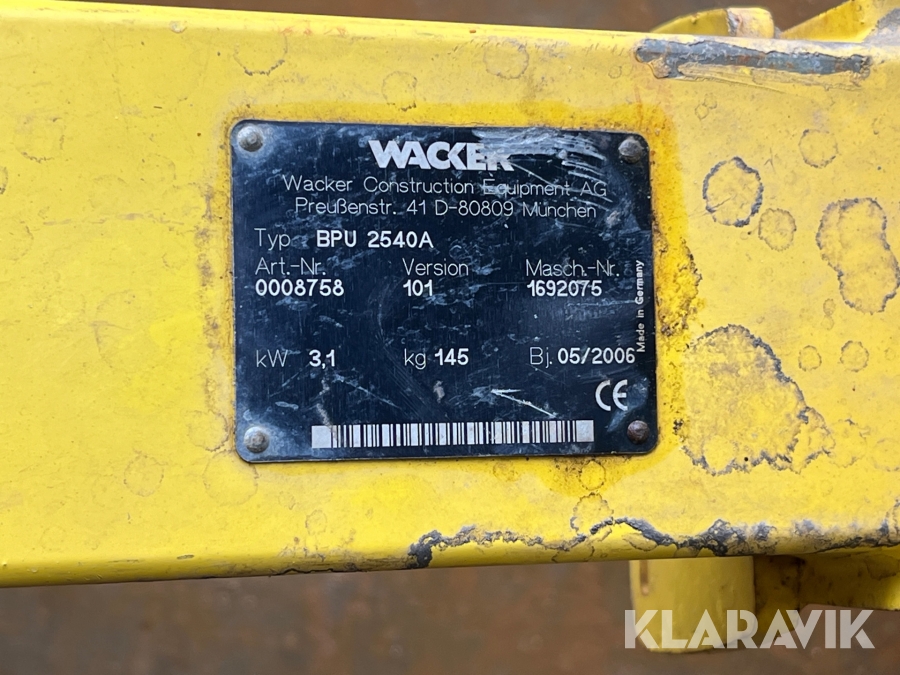 WACKER
Wacker Construction Equipment AG
Preußenstr. 41 D-80809 München
Typ BPU 2540A
Art.-Nr. Version Masch.-Nr.
0008758 101 1692075
kW 3,1 kg 145 Bj. 05/2006
Made in Germany
CE
KLARAVIK